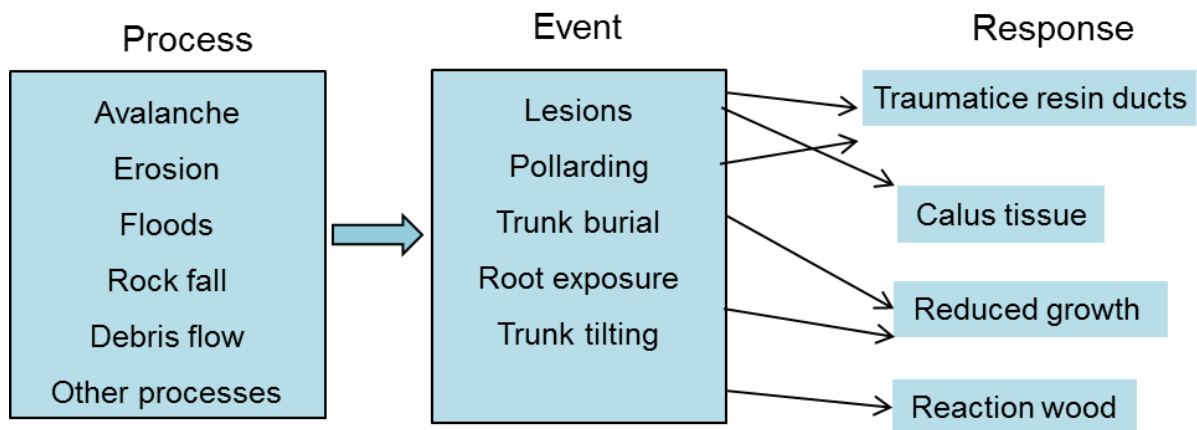 Process
Avalanche
Erosion
Floods
Rock fall
Debris flow
Other processes
Event
Lesions
Pollarding
Trunk burial
Root exposure
Trunk tilting
Response
Traumatice resin ducts
Calus tissue
Reduced growth
Reaction wood